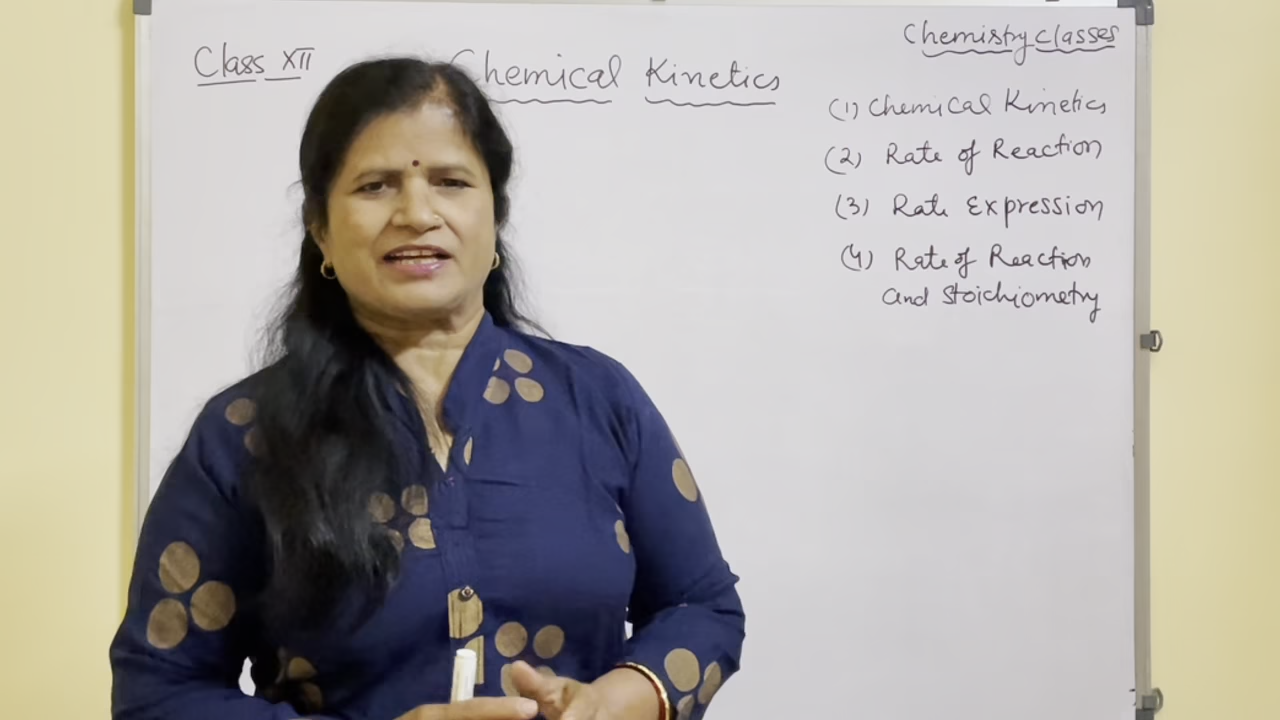 Chemistry classes
Class XII
Chemical Kinetics
(1) Chemical Kinetics
(2) Rate of Reaction
(3) Rate Expression
(4) Rate of Reaction
and Stoichiometry